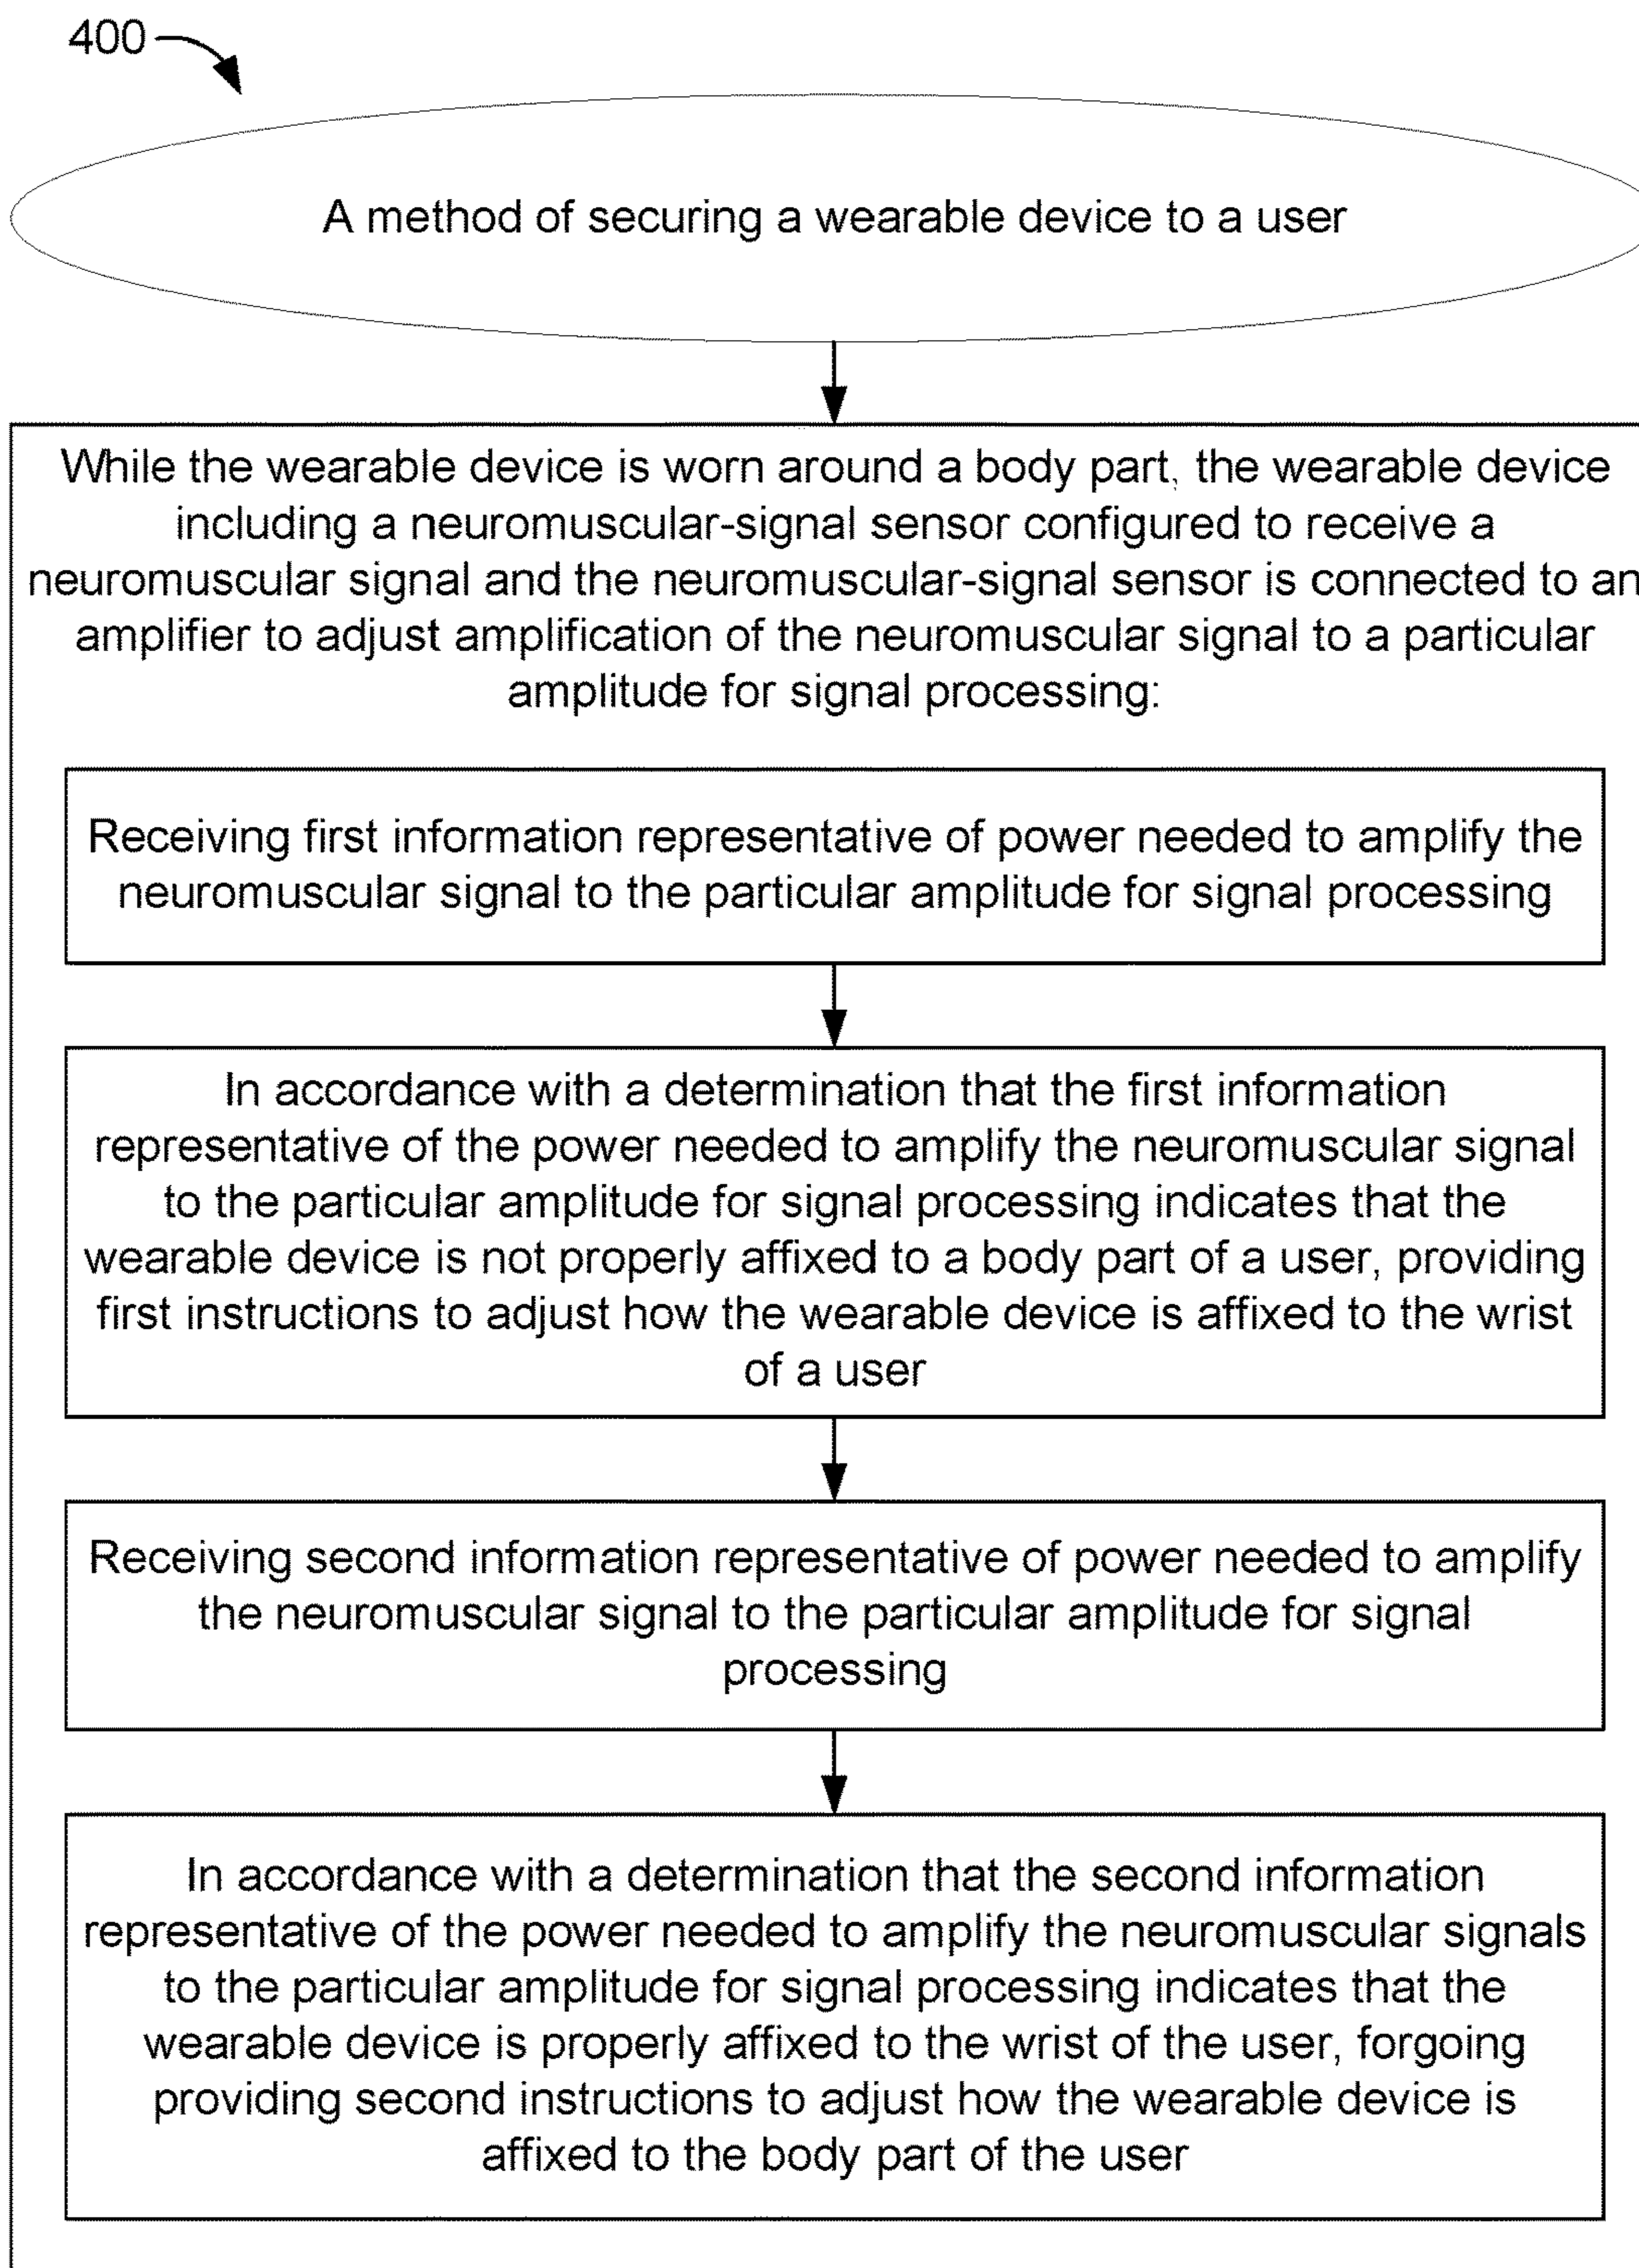 400
A method of securing a wearable device to a user
While the wearable device is worn around a body part, the wearable device
including a neuromuscular-signal sensor configured to receive a
neuromuscular signal and the neuromuscular-signal sensor is connected to an
amplifier to adjust amplification of the neuromuscular signal to a particular
amplitude for signal processing:
Receiving first information representative of power needed to amplify the
neuromuscular signal to the particular amplitude for signal processing
In accordance with a determination that the first information
representative of the power needed to amplify the neuromuscular signal
to the particular amplitude for signal processing indicates that the
wearable device is not properly affixed to a body part of a user, providing
first instructions to adjust how the wearable device is affixed to the wrist
of a user
Receiving second information representative of power needed to amplify
the neuromuscular signal to the particular amplitude for signal
processing
In accordance with a determination that the second information
representative of the power needed to amplify the neuromuscular signals
to the particular amplitude for signal processing indicates that the
wearable device is properly affixed to the wrist of the user, forgoing
providing second instructions to adjust how the wearable device is
affixed to the body part of the user